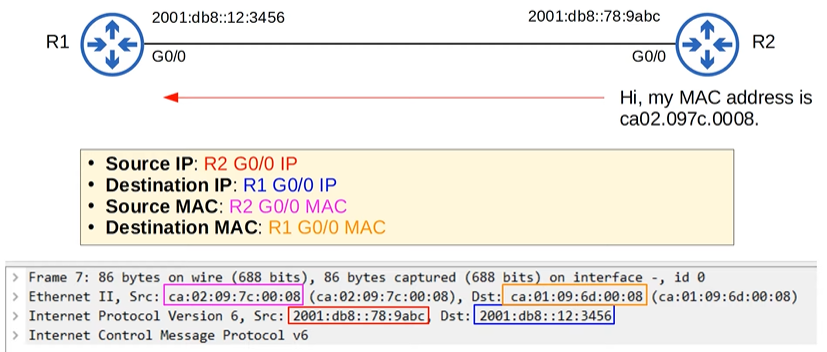 2001:db8::12:3456
2001:db8::78:9abc
R1
R2
G0/0
G0/0
Hi, my MAC address is
ca02.097c.0008.
• Source IP: R2 G0/0 IP
• Destination IP: R1 G0/0 IP
• Source MAC: R2 G0/0 MAC
• Destination MAC: R1 G0/0 MAC
> Frame 7: 86 bytes on wire (688 bits), 86 bytes captured (688 bits) on interface -, id 0
> Ethernet II, Src: ca:02:09:7c:00:08 (ca:02:09:7c:00:08), Dst: ca:01:09:6d:00:08 (ca:01:09:6d:00:08)
> Internet Protocol Version 6, Src: 2001:db8::78:9abc, Dst: 2001:db8::12:3456
> Internet Control Message Protocol v6